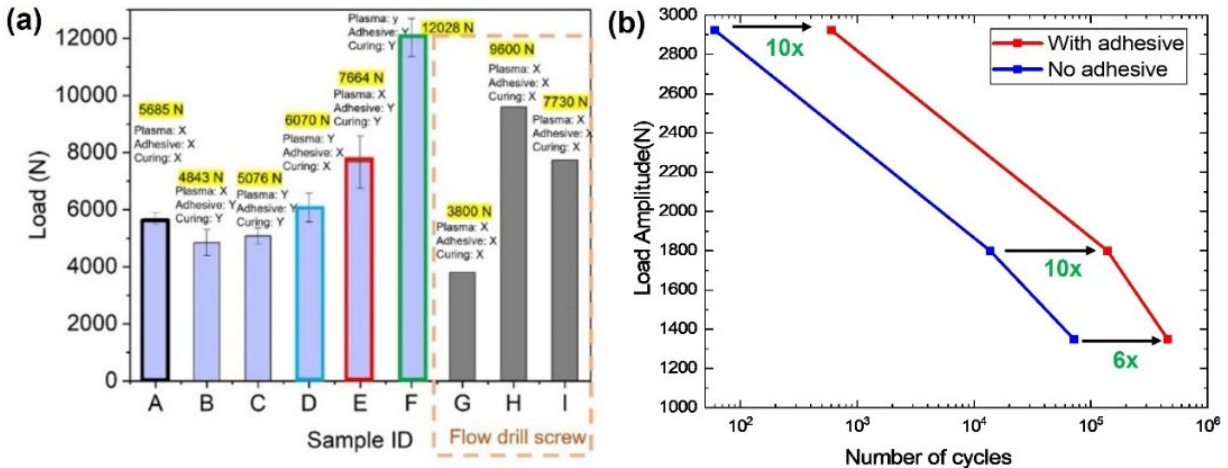 (a)
12000
10000
8000
6000
4000
2000
0
Load (N)
5685 N
Plasma: X
Adhesive: X
Curing: X
4843 N
Plasma: X
Adhesive: Y
Curing: Y
5076 N
Plasma: Y
Adhesive: Y
Curing: Y
6070 N
Plasma: Y
Adhesive: X
Curing: X
7664 N
Plasma: X
Adhesive: Y
Curing: Y
Plasma: y
Adhesive: Y
Curing: Y
12028 N
3800 N
Plasma: X
Adhesive: X
Curing: X
9600 N
Plasma: X
Adhesive: X
Curing: X
7730 N
Plasma: X
Adhesive: X
Curing: X
A B C D E F G H I
Sample ID
Flow drill screw
(b)
3000
2800
2600
2400
2200
2000
1800
1600
1400
1200
1000
Load Amplitude(N)
With adhesive
No adhesive
10x
10x
6x
10² 10³ 10⁴ 10⁵ 10⁶
Number of cycles